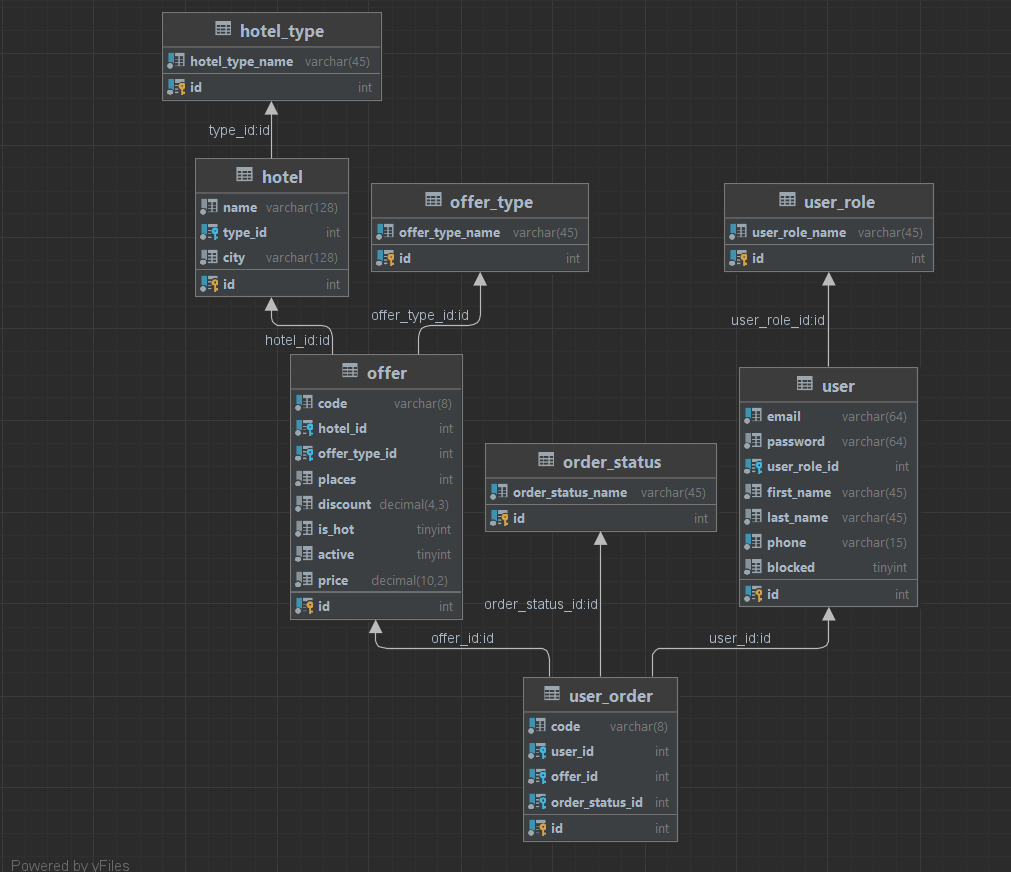 hotel_type
hotel_type_name varchar(45)
id int
type_id:id
hotel
name varchar(128)
type_id int
city varchar(128)
id int
offer_type
offer_type_name varchar(45)
id int
user_role
user_role_name varchar(45)
id int
hotel_id:id
offer_type_id:id
user_role_id:id
offer
code varchar(8)
hotel_id int
offer_type_id int
places int
discount decimal(4,3)
is_hot tinyint
active tinyint
price decimal(10,2)
id int
order_status
order_status_name varchar(45)
id int
user
email varchar(64)
password varchar(64)
user_role_id int
first_name varchar(45)
last_name varchar(45)
phone varchar(15)
blocked tinyint
id int
offer_id:id
order_status_id:id
user_id:id
user_order
code varchar(8)
user_id int
offer_id int
order_status_id int
id int
Powered by yFiles